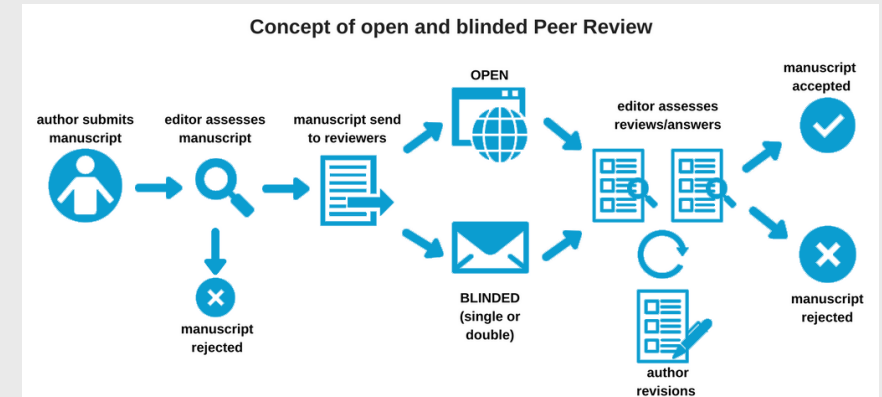 Concept of open and blinded Peer Review
author submits
manuscript
editor assesses
manuscript
manuscript send
to reviewers
OPEN
BLINDED
(single or
double)
editor assesses
reviews/answers
manuscript
accepted
manuscript
rejected
manuscript
rejected
author
revisions